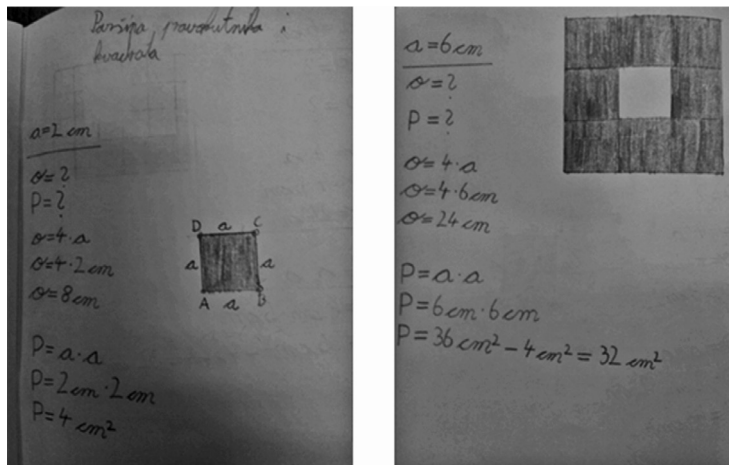 Površina pravokutnika i
kvadrata
a=2 cm
o=?
P=?
o=4·a
o=4·2 cm
o=8 cm
D a C
a a
A a B
P=a·a
P=2 cm·2 cm
P=4 cm²
a=6 cm
o=?
P=?
o=4·a
o=4·6 cm
o=24 cm
P=a·a
P=6 cm·6 cm
P=36 cm²-4 cm²=32 cm²